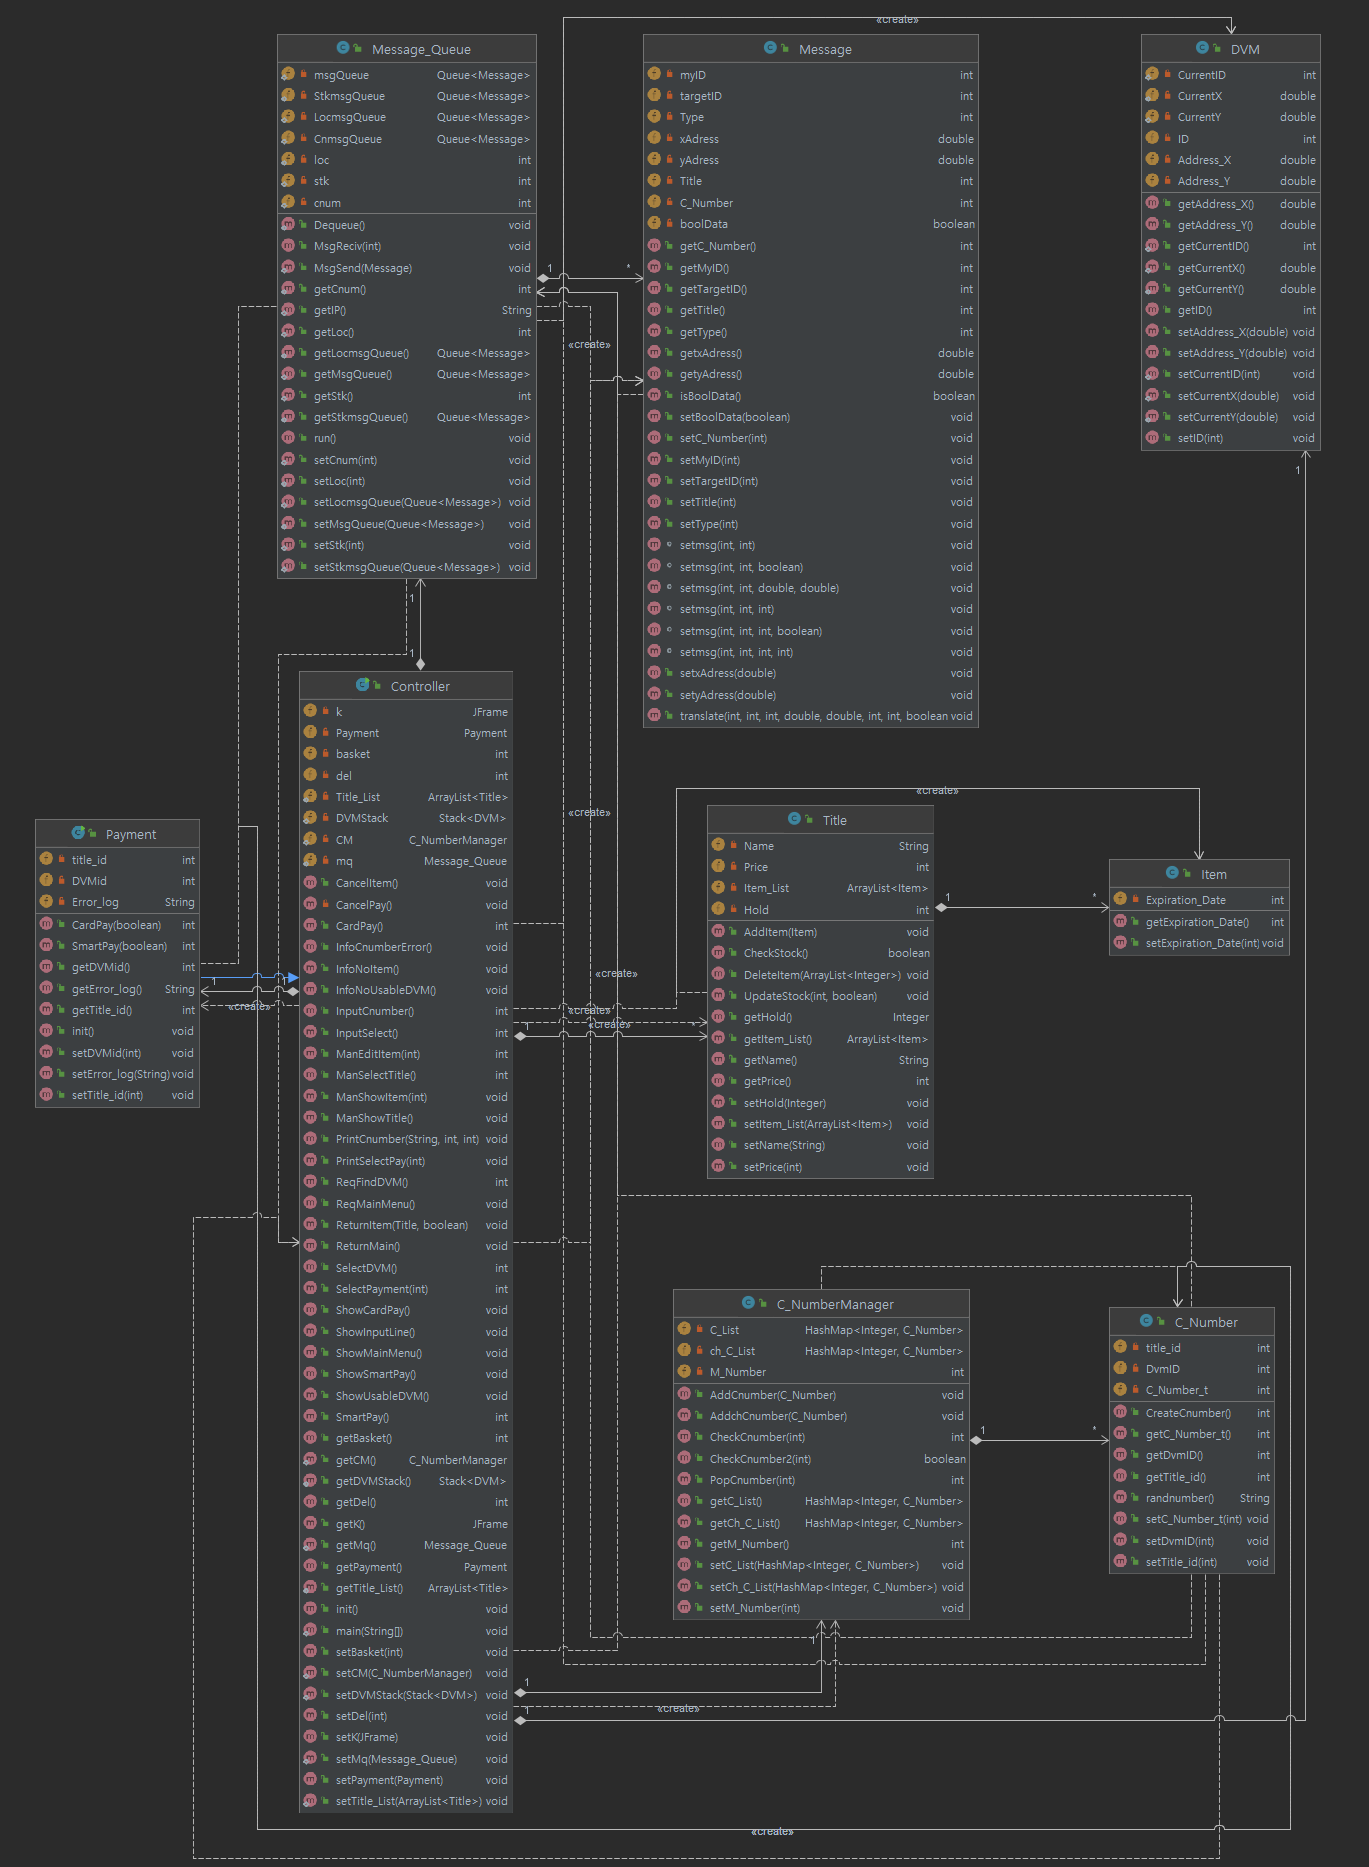 «create»
Message_Queue
msgQueue Queue<Message>
StkmsgQueue Queue<Message>
LocmsgQueue Queue<Message>
CnmsgQueue Queue<Message>
loc int
stk int
cnum int
Dequeue() void
MsgReciv(int) void
MsgSend(Message) void
getCnum() int
getIP() String
getLoc() int
getLocmsgQueue() Queue<Message>
getMsgQueue() Queue<Message>
getStk() int
getStkmsgQueue() Queue<Message>
run() void
setCnum(int) void
setLoc(int) void
setLocmsgQueue(Queue<Message>) void
setMsgQueue(Queue<Message>) void
setStk(int) void
setStkmsgQueue(Queue<Message>) void
Message
myID int
targetID int
Type int
xAdress double
yAdress double
Title int
C_Number int
boolData boolean
getC_Number() int
getMyID() int
getTargetID() int
getTitle() int
getType() int
getxAdress() double
getyAdress() double
isBoolData() boolean
setBoolData(boolean) void
setC_Number(int) void
setMyID(int) void
setTargetID(int) void
setTitle(int) void
setType(int) void
setmsg(int, int) void
setmsg(int, int, boolean) void
setmsg(int, int, double, double) void
setmsg(int, int, int) void
setmsg(int, int, int, boolean) void
setmsg(int, int, int, int) void
setxAdress(double) void
setyAdress(double) void
translate(int, int, int, double, double, int, int, boolean void
DVM
CurrentID int
CurrentX double
CurrentY double
ID int
Address_X double
Address_Y double
getAddress_X() double
getAddress_Y() double
getCurrentID() int
getCurrentX() double
getCurrentY() double
getID() int
setAddress_X(double) void
setAddress_Y(double) void
setCurrentID(int) void
setCurrentX(double) void
setCurrentY(double) void
setID(int) void
1
*
«create»
1
1
1
Controller
k JFrame
Payment Payment
basket int
del int
Title_List ArrayList<Title>
DVMStack Stack<DVM>
CM C_NumberManager
mq Message_Queue
CancelItem() void
CancelPay() void
CardPay() int
InfoCnumberError() void
InfoNoItem() void
InfoNoUsableDVM() void
InputCnumber() int
InputSelect() int
ManEditItem(int) int
ManSelectTitle() int
ManShowItem(int) void
ManShowTitle() void
PrintCnumber(String, int, int) void
PrintSelectPay(int) void
ReqFindDVM() int
ReqMainMenu() void
ReturnItem(Title, boolean) void
ReturnMain() void
SelectDVM() int
SelectPayment(int) int
ShowCardPay() void
ShowInputLine() void
ShowMainMenu() void
ShowSmartPay() void
ShowUsableDVM() void
SmartPay() int
getBasket() int
getCM() C_NumberManager
getDVMStack() Stack<DVM>
getDel() int
getK() JFrame
getMq() Message_Queue
getPayment() Payment
getTitle_List() ArrayList<Title>
init() void
main(String[]) void
setBasket(int) void
setCM(C_NumberManager) void
setDVMStack(Stack<DVM>) void
setDel(int) void
setK(JFrame) void
setMq(Message_Queue) void
setPayment(Payment) void
setTitle_List(ArrayList<Title>) void
Payment
title_id int
DVMid int
Error_log String
CardPay(boolean) int
SmartPay(boolean) int
getDVMid() int
getError_log() String
getTitle_id() int
init() void
setDVMid(int) void
setError_log(String) void
setTitle_id(int) void
1
1
«create»
«create»
«create»
Title
Name String
Price int
Item_List ArrayList<Item>
Hold int
AddItem(Item) void
CheckStock() boolean
DeleteItem(ArrayList<Integer>) void
UpdateStock(int, boolean) void
getHold() Integer
getItem_List() ArrayList<Item>
getName() String
getPrice() int
setHold(Integer) void
setItem_List(ArrayList<Item>) void
setName(String) void
setPrice(int) void
1
*
Item
Expiration_Date int
getExpiration_Date() int
setExpiration_Date(int) void
«create»
«create»
«create»
1
*
C_NumberManager
C_List HashMap<Integer, C_Number>
ch_C_List HashMap<Integer, C_Number>
M_Number int
AddCnumber(C_Number) void
AddchCnumber(C_Number) void
CheckCnumber(int) int
CheckCnumber2(int) boolean
PopCnumber(int) int
getC_List() HashMap<Integer, C_Number>
getCh_C_List() HashMap<Integer, C_Number>
getM_Number() int
setC_List(HashMap<Integer, C_Number>) void
setCh_C_List(HashMap<Integer, C_Number>) void
setM_Number(int) void
1
*
C_Number
title_id int
DvmID int
C_Number_t int
CreateCnumber() int
getC_Number_t() int
getDvmID() int
getTitle_id() int
randnumber() String
setC_Number_t(int) void
setDvmID(int) void
setTitle_id(int) void
1
1
«create»
1
«create»